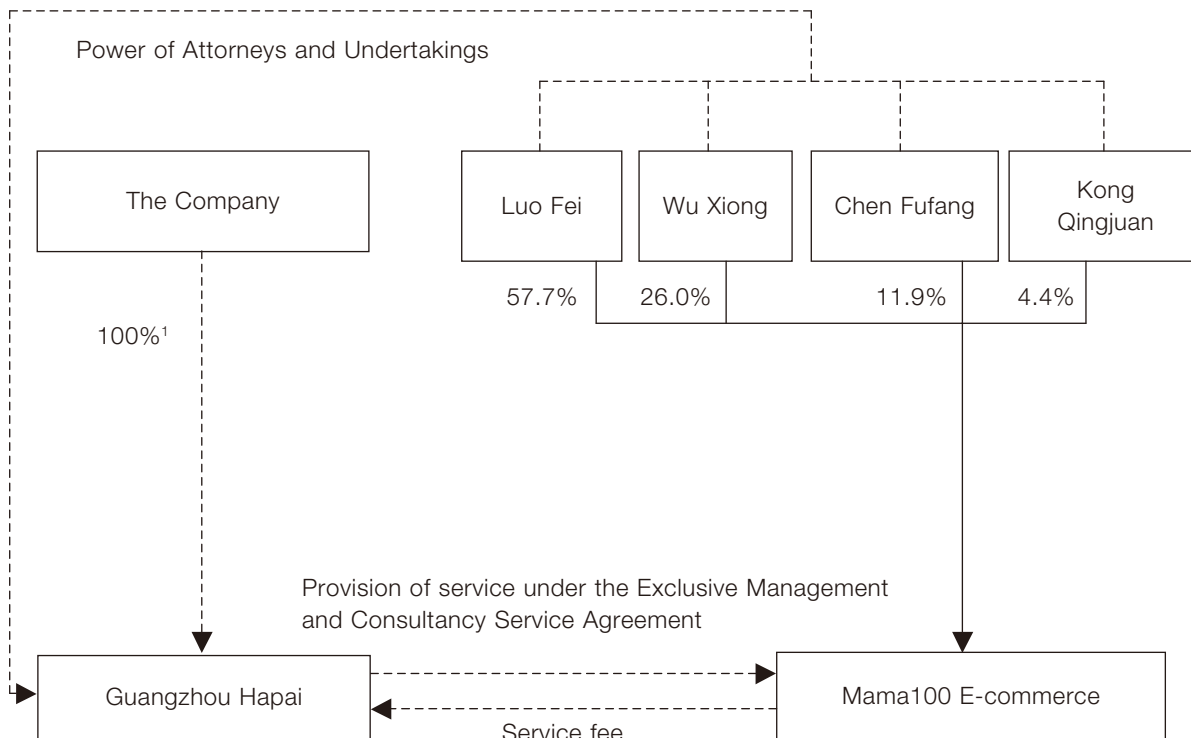 Power of Attorneys and Undertakings
The Company
Luo Fei
Wu Xiong
Chen Fufang
Kong
Qingjuan
57.7%
26.0%
11.9%
4.4%
100%¹
Provision of service under the Exclusive Management
and Consultancy Service Agreement
Guangzhou Hapai
Mama100 E-commerce
Service fee